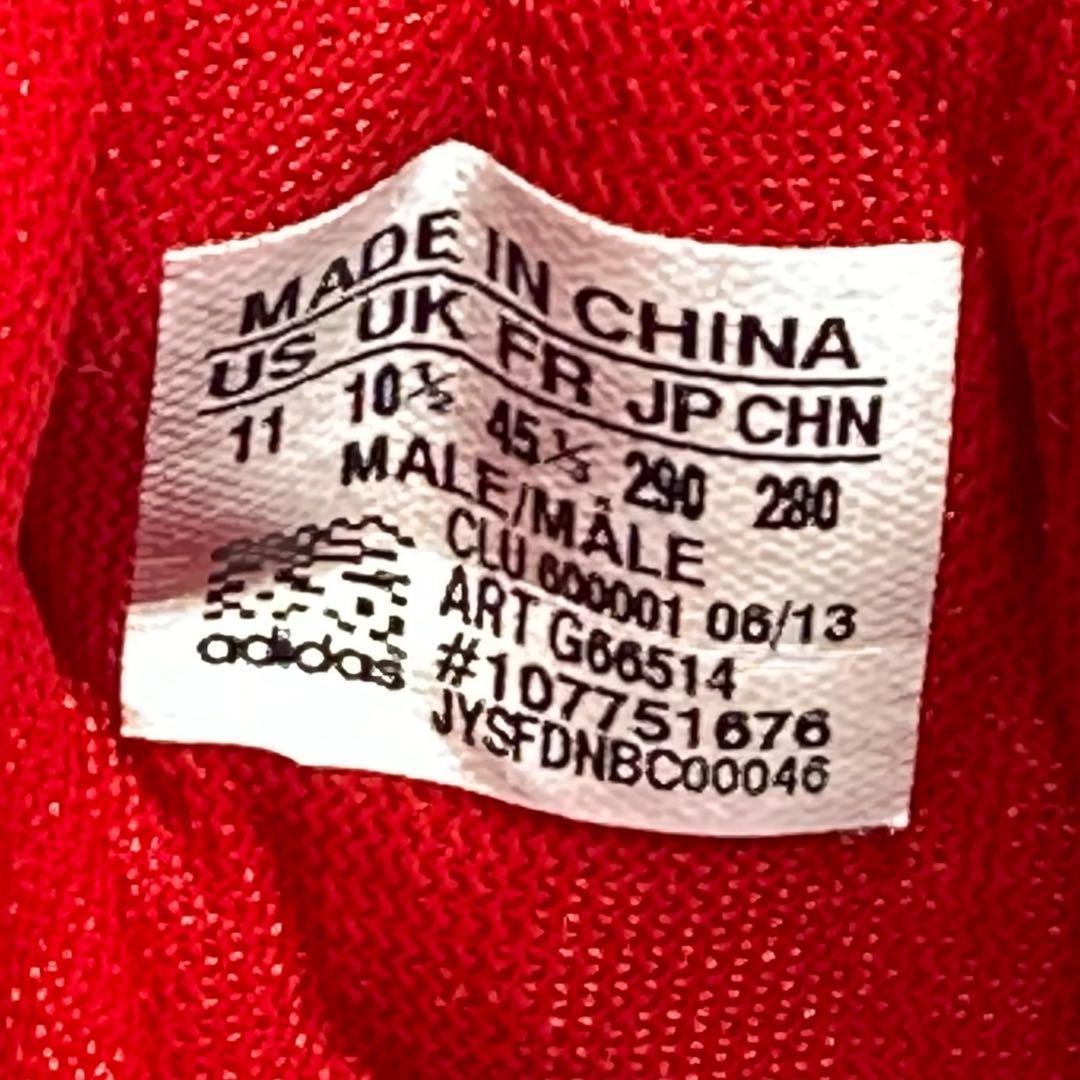 MADE IN CHINA
US UK FR JP CHN
11 10½ 45⅓ 290 280
MALE/MÂLE
CLU 600001 06/13
ART G66514
#1D7751676
JYSFDNBC00046
adidas